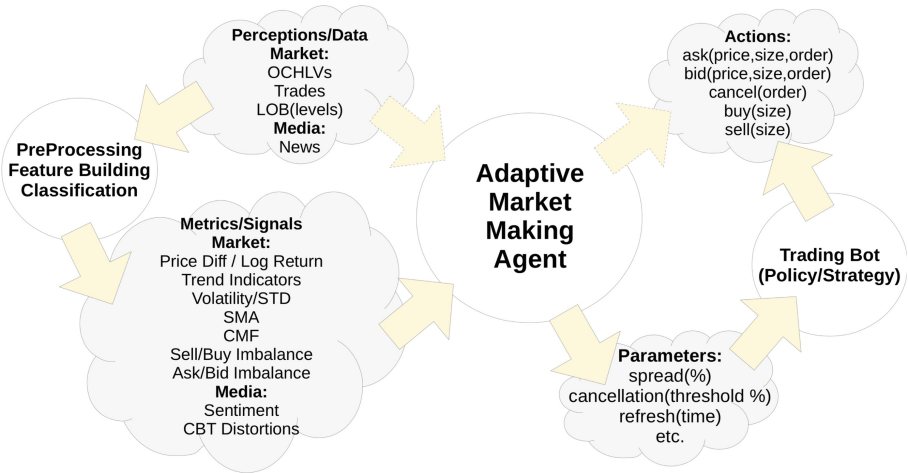 Perceptions/Data
Market:
OCHLVs
Trades
LOB(levels)
Media:
News
PreProcessing
Feature Building
Classification
Metrics/Signals
Market:
Price Diff / Log Return
Trend Indicators
Volatility/STD
SMA
CMF
Sell/Buy Imbalance
Ask/Bid Imbalance
Media:
Sentiment
CBT Distortions
Adaptive
Market
Making
Agent
Actions:
ask(price,size,order)
bid(price,size,order)
cancel(order)
buy(size)
sell(size)
Trading Bot
(Policy/Strategy)
Parameters:
spread(%)
cancellation(threshold %)
refresh(time)
etc.